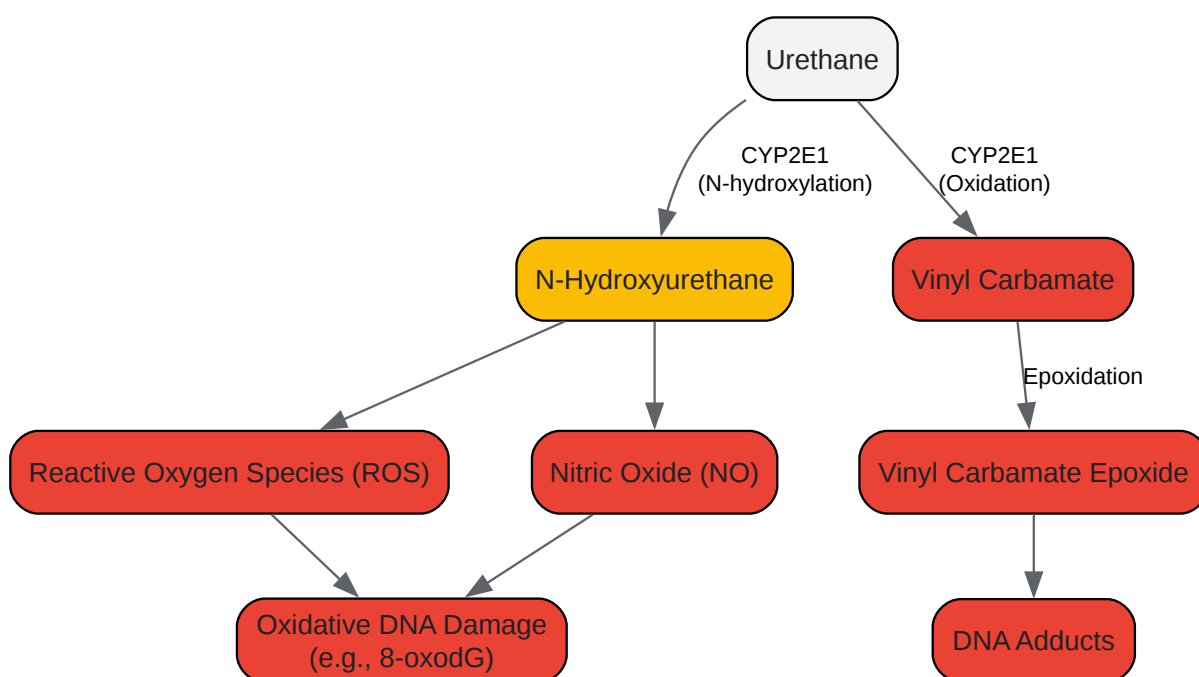 Urethane
CYP2E1
(N-hydroxylation)
CYP2E1
(Oxidation)
N-Hydroxyurethane
Vinyl Carbamate
Epoxidation
Reactive Oxygen Species (ROS)
Nitric Oxide (NO)
Vinyl Carbamate Epoxide
Oxidative DNA Damage
(e.g., 8-oxodG)
DNA Adducts